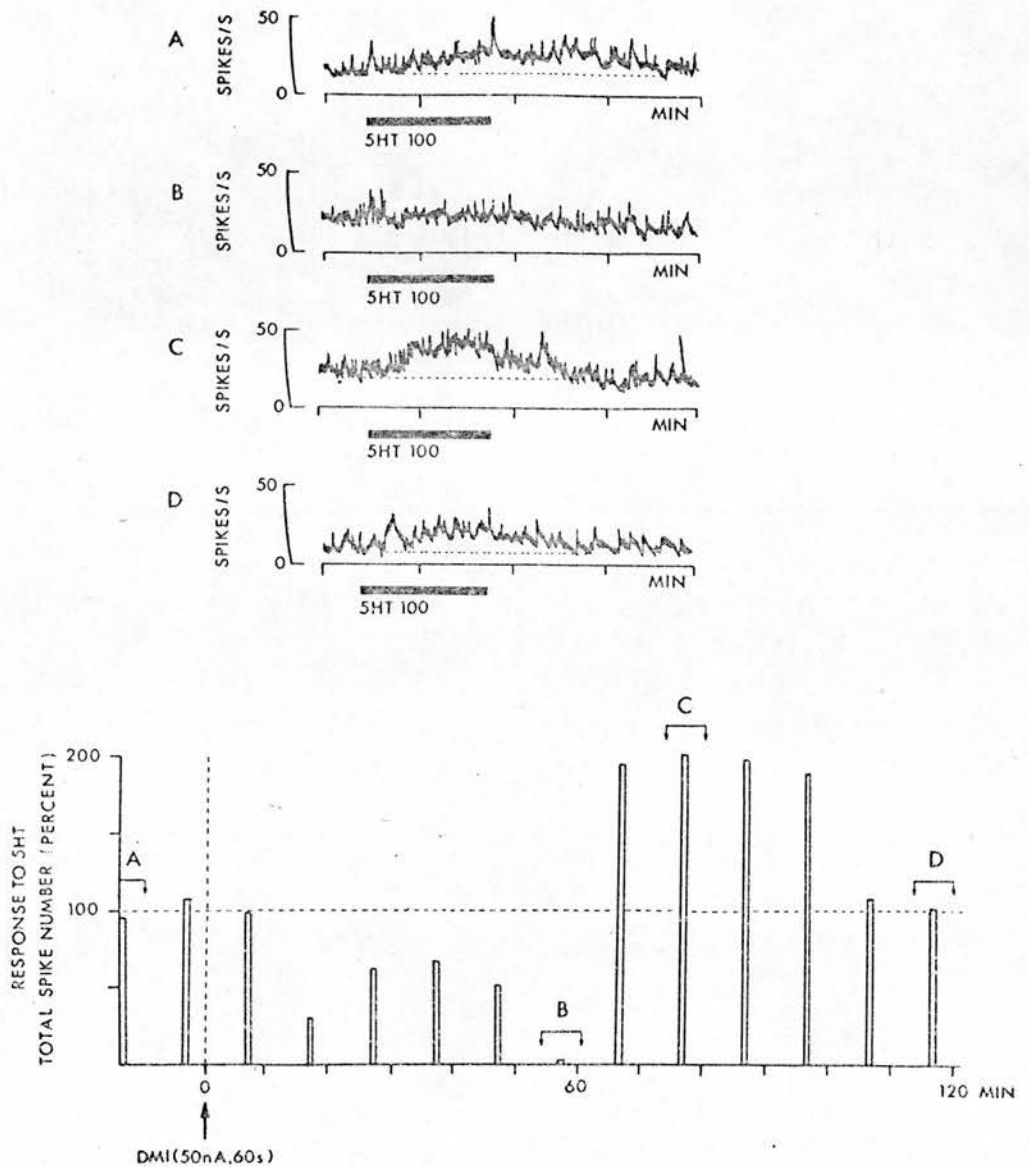 A
SPIKES/S
50
0
MIN
5HT 100
B
SPIKES/S
50
0
MIN
5HT 100
C
SPIKES/S
50
0
MIN
5HT 100
D
SPIKES/S
50
0
MIN
5HT 100
RESPONSE TO 5HT
TOTAL SPIKE NUMBER (PERCENT)
200
100
A
B
C
D
0
60
120 MIN
DMI(50nA,60s)